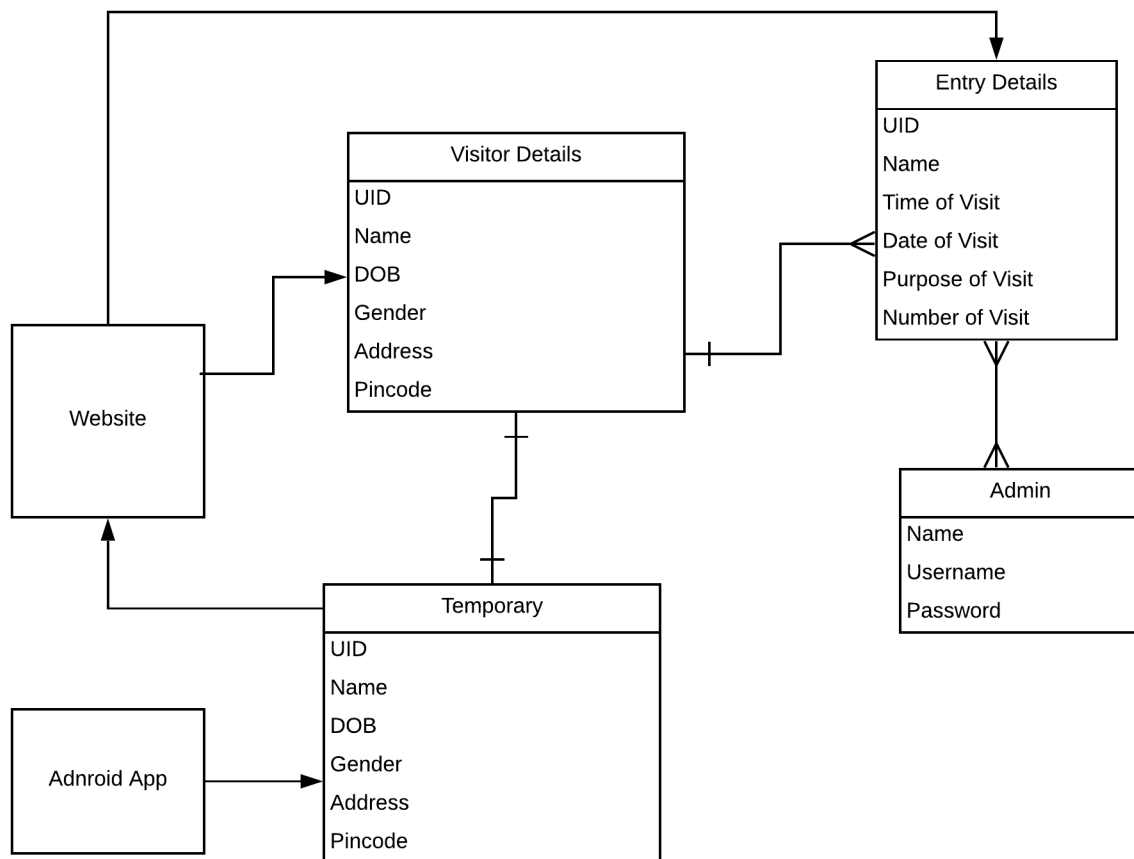 Entry Details
UID
Name
Time of Visit
Date of Visit
Purpose of Visit
Number of Visit
Visitor Details
UID
Name
DOB
Gender
Address
Pincode
Website
Admin
Name
Username
Password
Temporary
UID
Name
DOB
Gender
Address
Pincode
Adnroid App